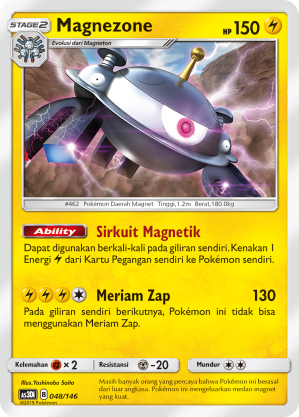 STAGE2 Magnezone HP 150
Evolusi dari Magneton
#462 Pokémon Daerah Magnet Tinggi,1.2m Berat,180.0kg
Ability Sirkuit Magnetik
Dapat digunakan berkali-kali pada giliran sendiri. Kenakan 1
Energi dari Kartu Pegangan sendiri ke Pokémon sendiri.
Meriam Zap 130
Pada giliran sendiri berikutnya, Pokémon ini tidak bisa
menggunakan Meriam Zap.
Kelemahan ×2 Resistansi -20 Mundur
Illus.Yoshinobu Saito
AS3D B 048/146
©2019 Pokémon
Masih banyak orang yang percaya bahwa Pokémon ini berasal
dari luar angkasa. Pokémon ini mengeluarkan medan magnet
yang kuat.